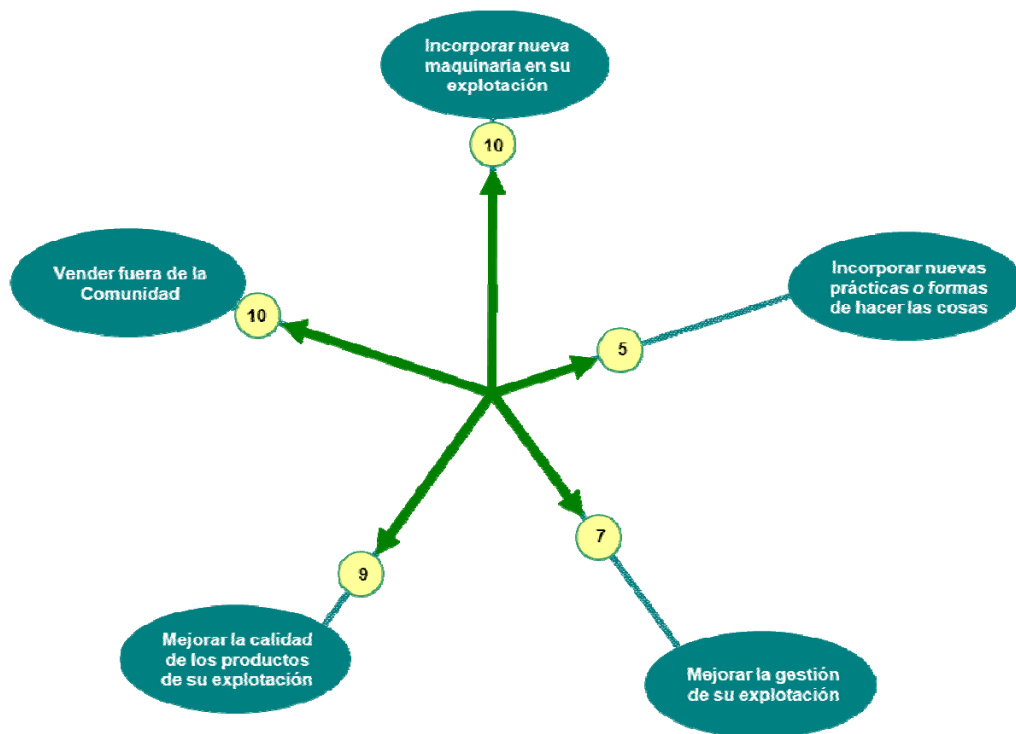 Incorporar nueva
maquinaria en su
explotación
10
Vender fuera de la
Comunidad
10
Incorporar nuevas
prácticas o formas
de hacer las cosas
5
9
Mejorar la calidad
de los productos
de su explotación
7
Mejorar la gestión
de su explotación